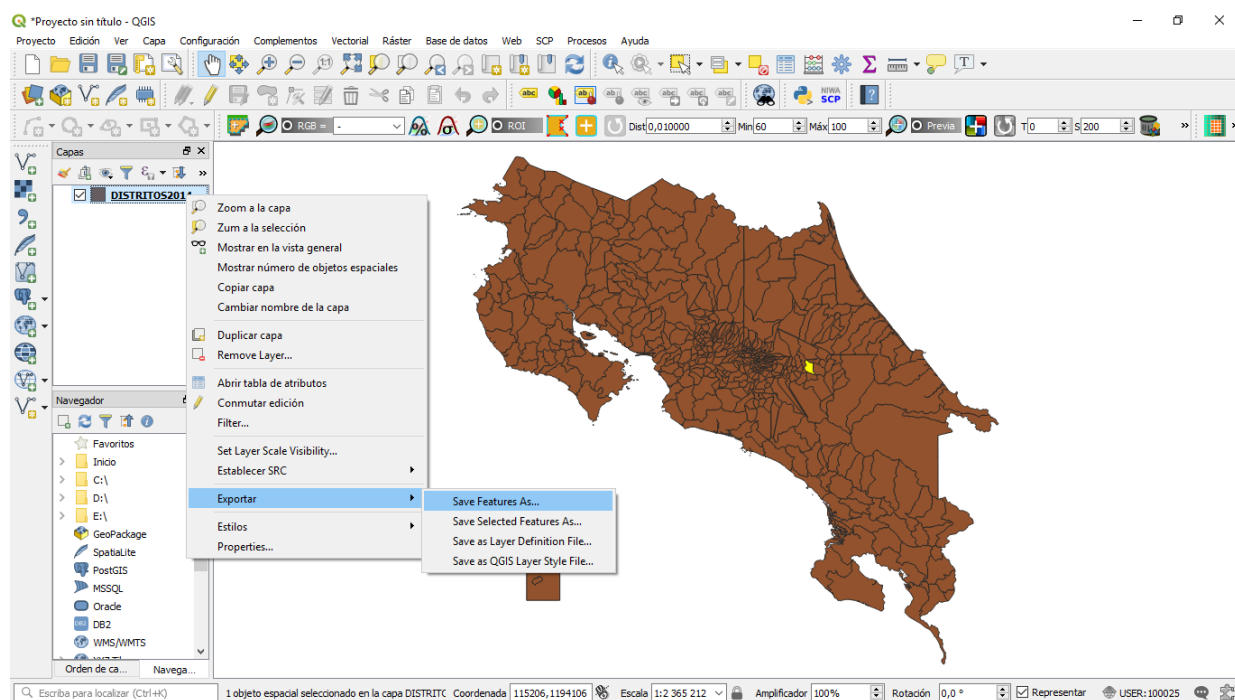 *Proyecto sin título - QGIS
Proyecto Edición Ver Capa Configuración Complementos Vectorial Ráster Base de datos Web SCP Procesos Ayuda
NIWA
SCP
RGB = -
ROI
Dist 0,010000
Min 60
Máx 100
Previa
T 0
S 200
Capas
DISTRITOS2014
Zoom a la capa
Zum a la selección
Mostrar en la vista general
Mostrar número de objetos espaciales
Copiar capa
Cambiar nombre de la capa
Duplicar capa
Remove Layer...
Abrir tabla de atributos
Conmutar edición
Filter...
Set Layer Scale Visibility...
Establecer SRC
Exportar
Estilos
Properties...
Save Features As...
Save Selected Features As...
Save as Layer Definition File...
Save as QGIS Layer Style File...
Navegador
Favoritos
Inicio
C:\
D:\
E:\
GeoPackage
SpatiaLite
PostGIS
MSSQL
Oracle
DB2
WMS/WMTS
Orden de ca...
Navega...
Escriba para localizar (Ctrl+K)
1 objeto espacial seleccionado en la capa DISTRITC
Coordenada 115206,1194106
Escala 1:2 365 212
Amplificador 100%
Rotación 0,0 °
Representar
USER:100025